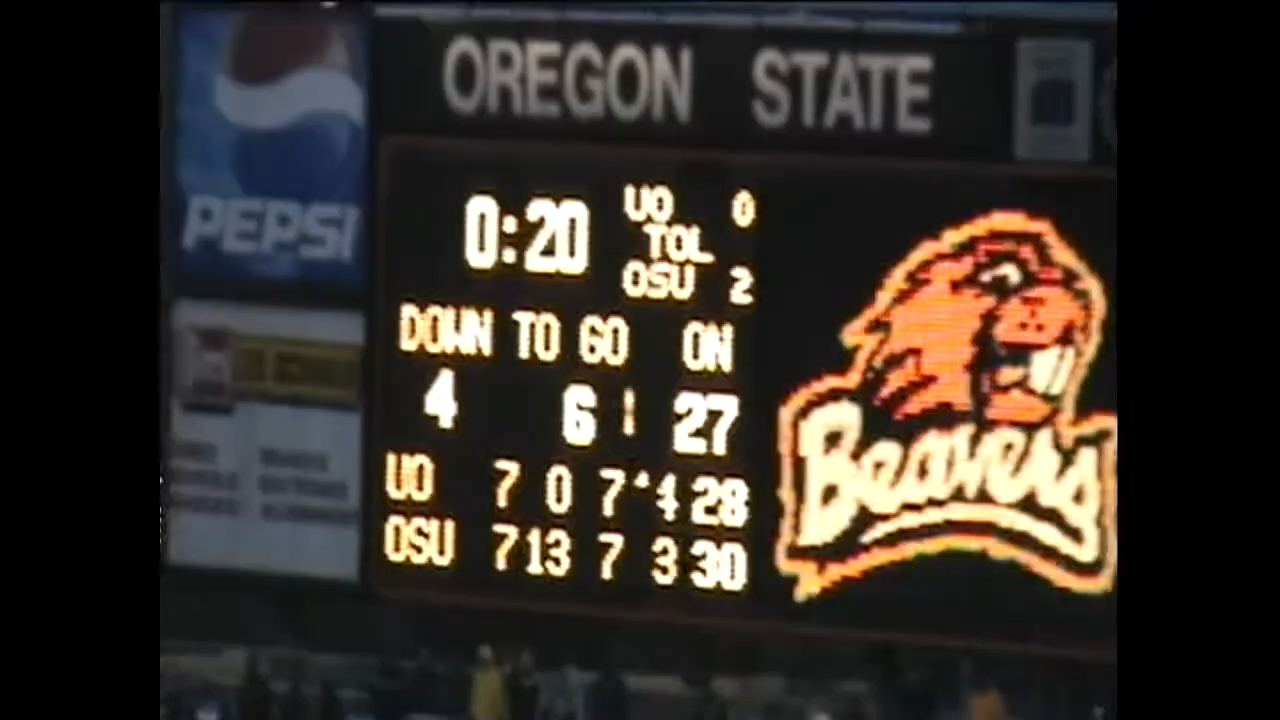 OREGON STATE
PEPSI
0:20
UO 0
TOL
OSU 2
DOWN TO GO ON
4 6 27
UO 7 0 7 14 28
OSU 7 13 7 3 30
Beavers